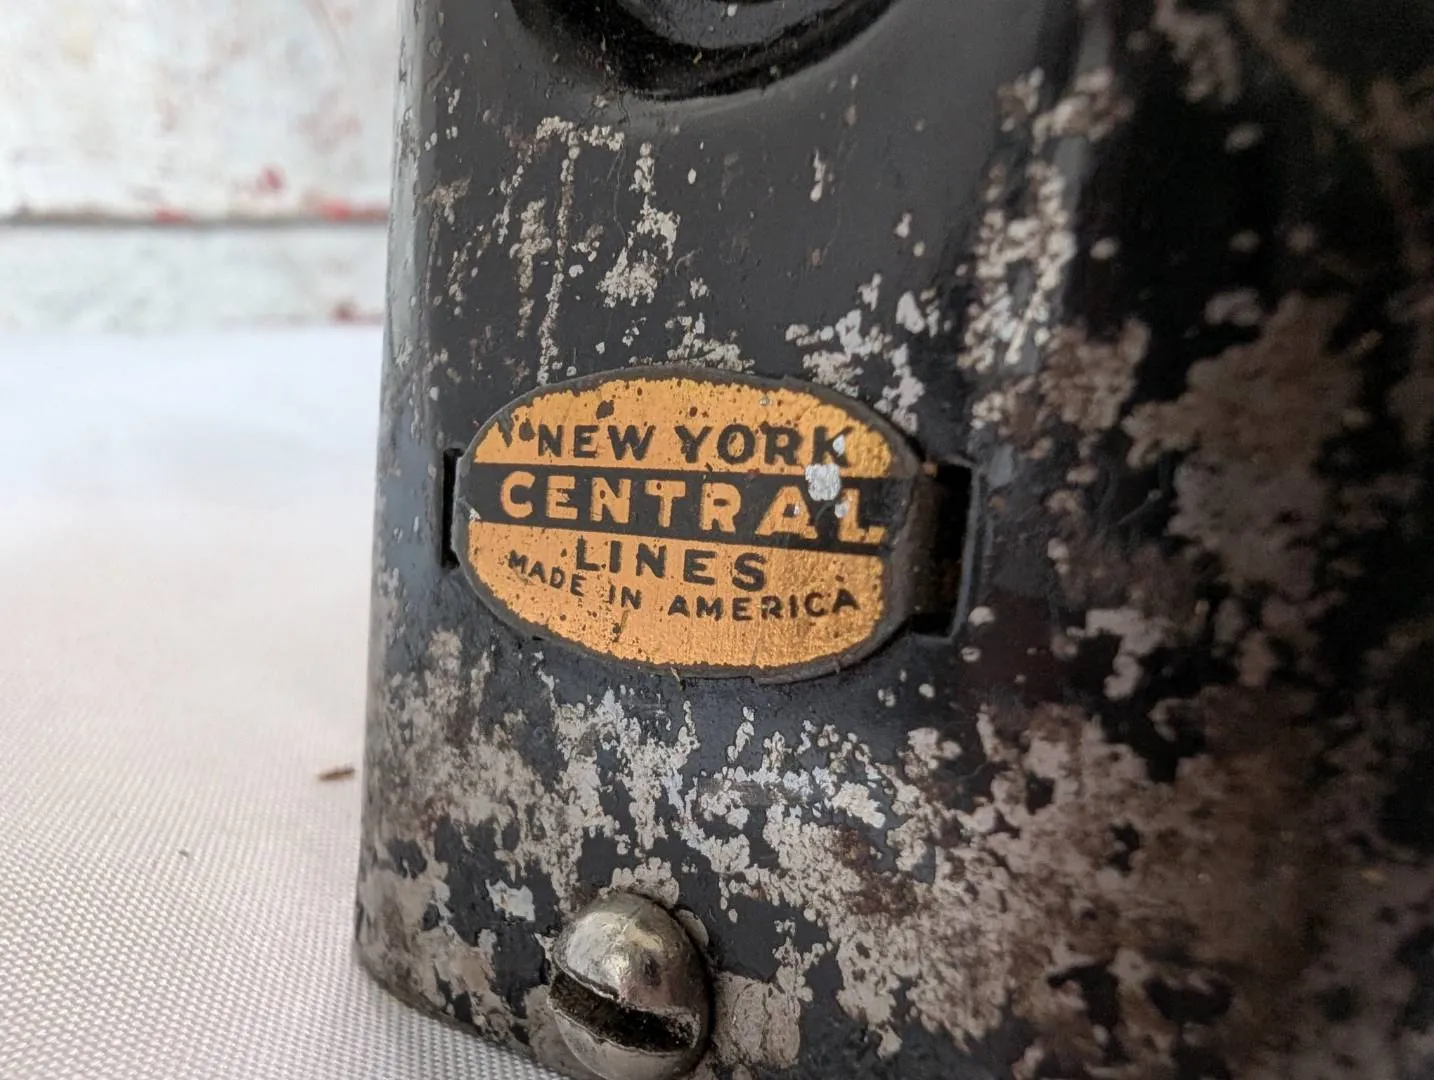 NEW YORK
CENTRAL
LINES
MADE IN AMERICA